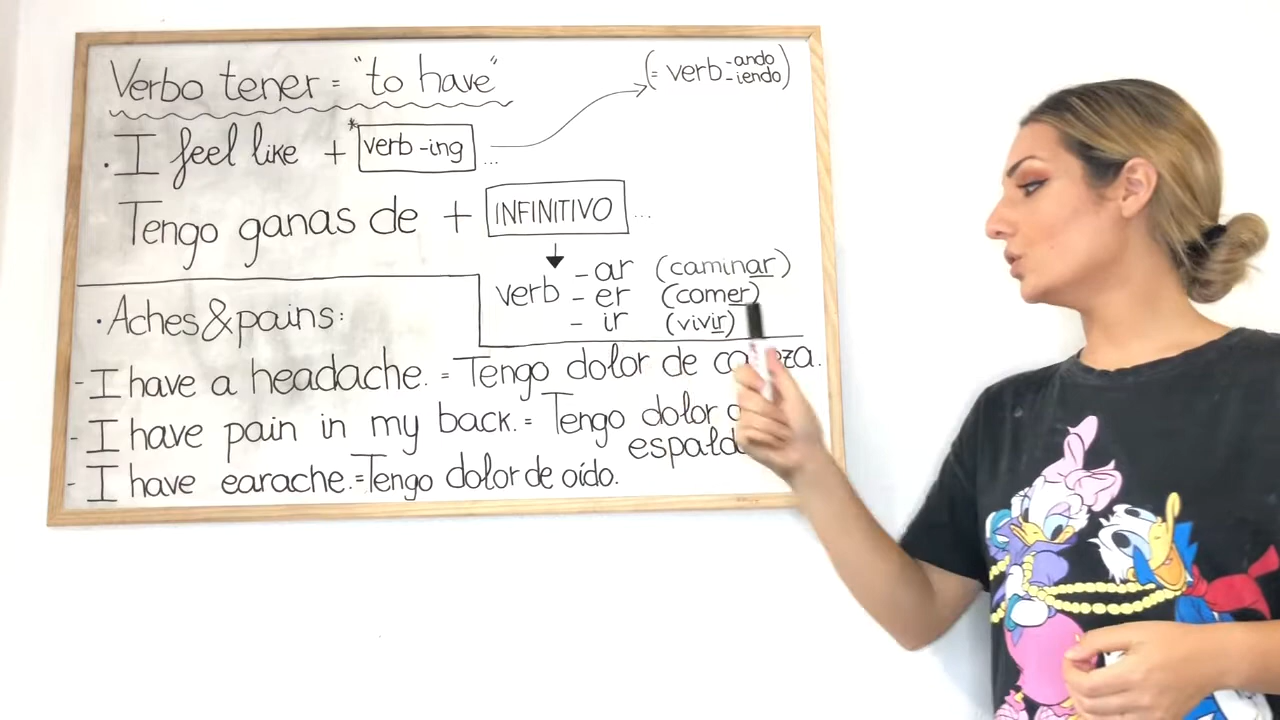 Verbo tener = "to have"
(= verb -ando
-iendo)
. I feel like + * verb -ing ...
Tengo ganas de + INFINITIVO ...
verb - ar (caminar)
- er (comer)
- ir (vivir)
· Aches & pains:
- I have a headache. = Tengo dolor de
- I have pain in my back. = Tengo dolor
- I have earache. = Tengo dolor de oído.